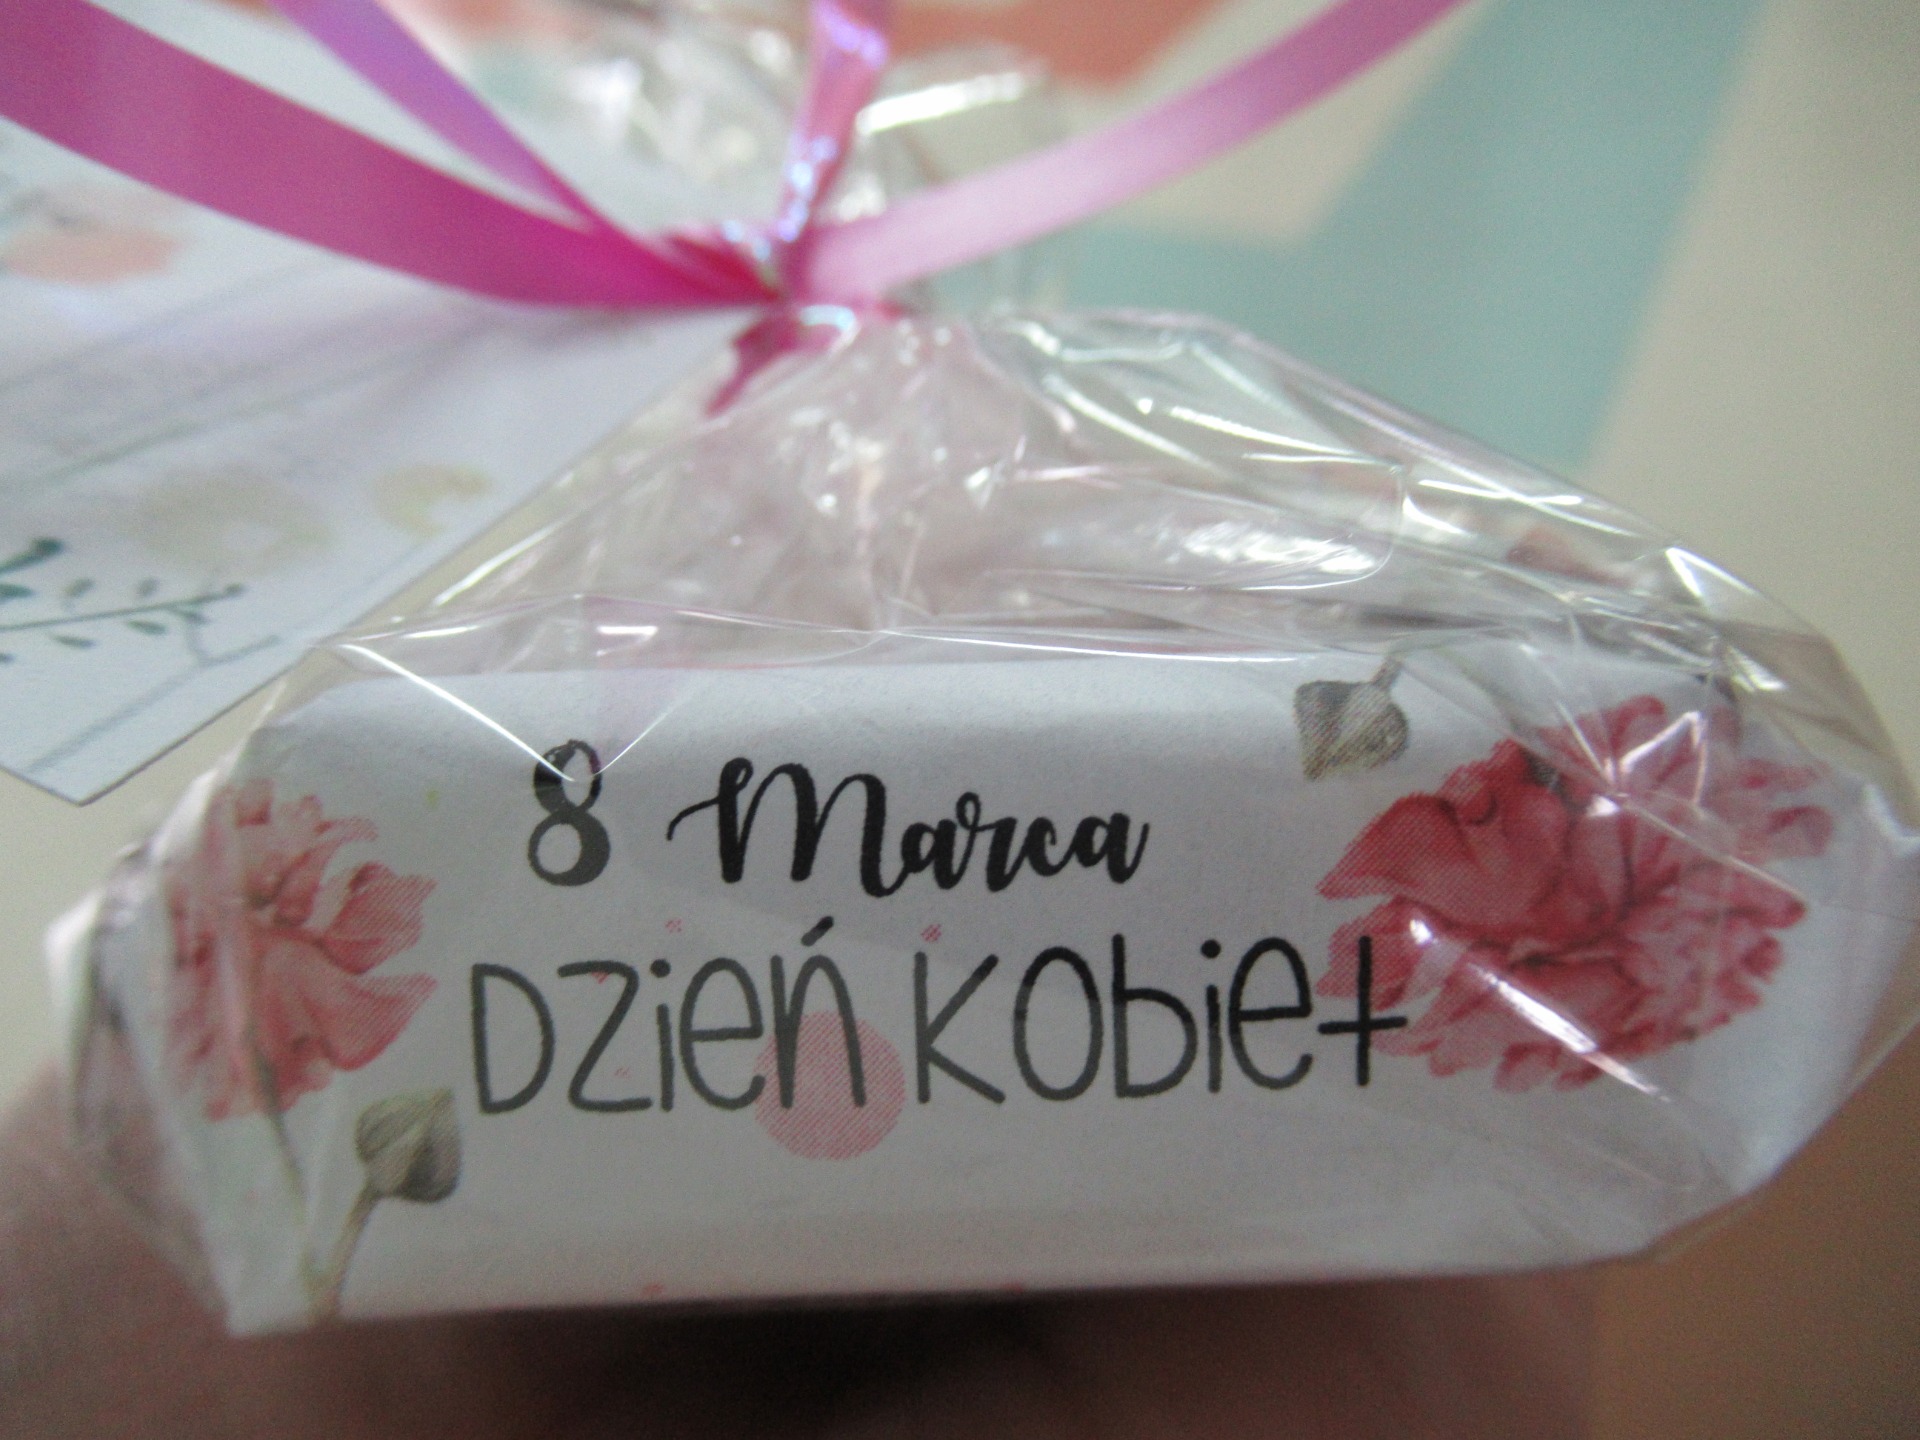 8 Marca
Dzień kobiet